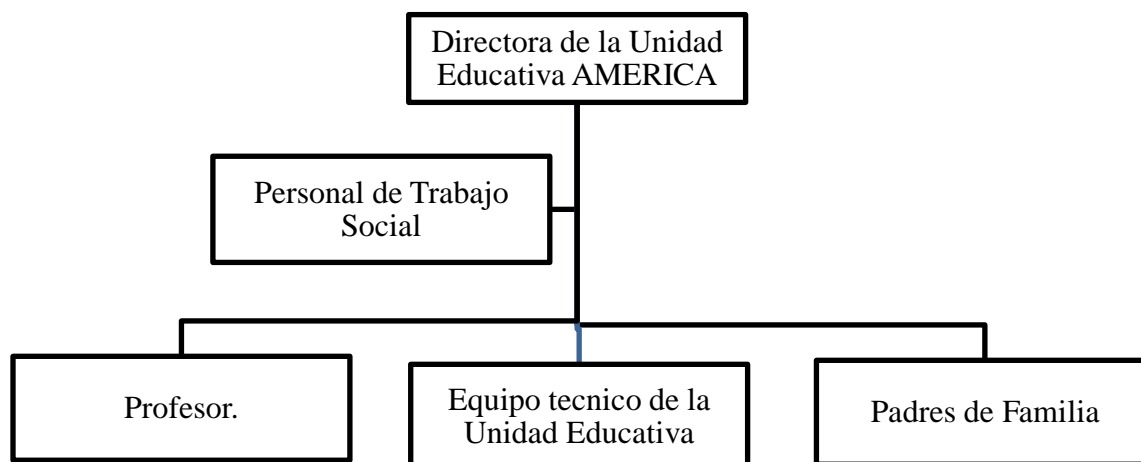 Directora de la Unidad
Educativa AMERICA
Personal de Trabajo
Social
Profesor.
Equipo tecnico de la
Unidad Educativa
Padres de Familia